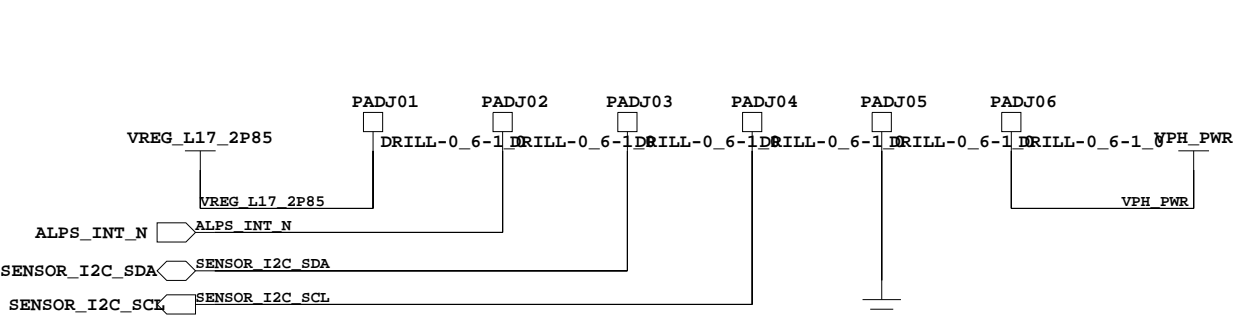 PADJ01 PADJ02 PADJ03 PADJ04 PADJ05 PADJ06
VREG_L17_2P85 DRILL-0_6-1_0 DRILL-0_6-1_0 DRILL-0_6-1_0 DRILL-0_6-1_0 DRILL-0_6-1_0 DRILL-0_6-1_0 VPH_PWR
VREG_L17_2P85 VPH_PWR
ALPS_INT_N ALPS_INT_N
SENSOR_I2C_SDA SENSOR_I2C_SDA
SENSOR_I2C_SCL SENSOR_I2C_SCL